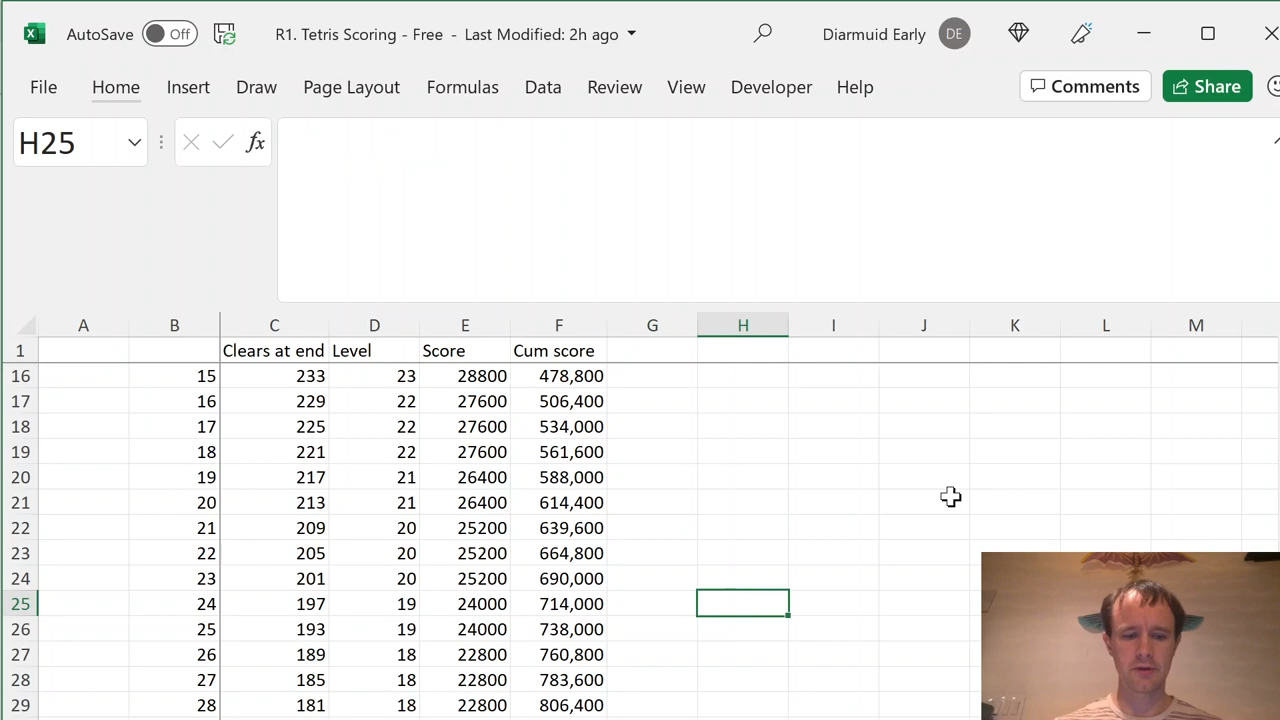 AutoSave Off R1. Tetris Scoring - Free - Last Modified: 2h ago Diarmuid Early DE
File Home Insert Draw Page Layout Formulas Data Review View Developer Help Comments Share
H25 fx
A B C D E F G H I J K L M
1 Clears at end Level Score Cum score
16 15 233 23 28800 478,800
17 16 229 22 27600 506,400
18 17 225 22 27600 534,000
19 18 221 22 27600 561,600
20 19 217 21 26400 588,000
21 20 213 21 26400 614,400
22 21 209 20 25200 639,600
23 22 205 20 25200 664,800
24 23 201 20 25200 690,000
25 24 197 19 24000 714,000
26 25 193 19 24000 738,000
27 26 189 18 22800 760,800
28 27 185 18 22800 783,600
29 28 181 18 22800 806,400